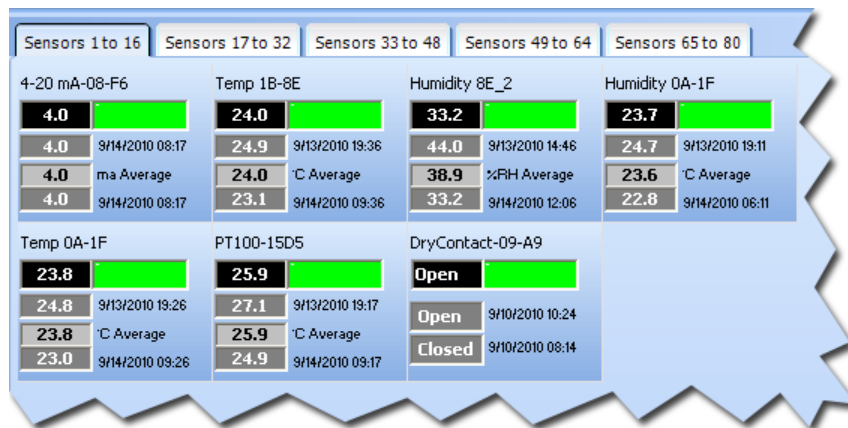 Sensors 1 to 16 Sensors 17 to 32 Sensors 33 to 48 Sensors 49 to 64 Sensors 65 to 80
4-20 mA-08-F6 Temp 1B-8E Humidity 8E_2 Humidity 0A-1F
4.0 24.0 33.2 23.7
4.0 9/14/2010 08:17 24.9 9/13/2010 19:36 44.0 9/13/2010 14:46 24.7 9/13/2010 19:11
4.0 ma Average 24.0 °C Average 38.9 %RH Average 23.6 °C Average
4.0 9/14/2010 08:17 23.1 9/14/2010 09:36 33.2 9/14/2010 12:06 22.8 9/14/2010 06:11
Temp 0A-1F PT100-15D5 DryContact-09-A9
23.8 25.9 Open
24.8 9/13/2010 19:26 27.1 9/13/2010 19:17 Open 9/10/2010 10:24
23.8 °C Average 25.9 °C Average
23.0 9/14/2010 09:26 24.9 9/14/2010 09:17 Closed 9/10/2010 08:14